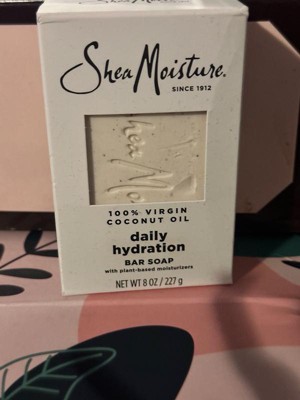 SheaMoisture.
SINCE 1912
100% VIRGIN
COCONUT OIL
daily
hydration
BAR SOAP
with plant-based moisturizers
NET WT 8 OZ / 227 g